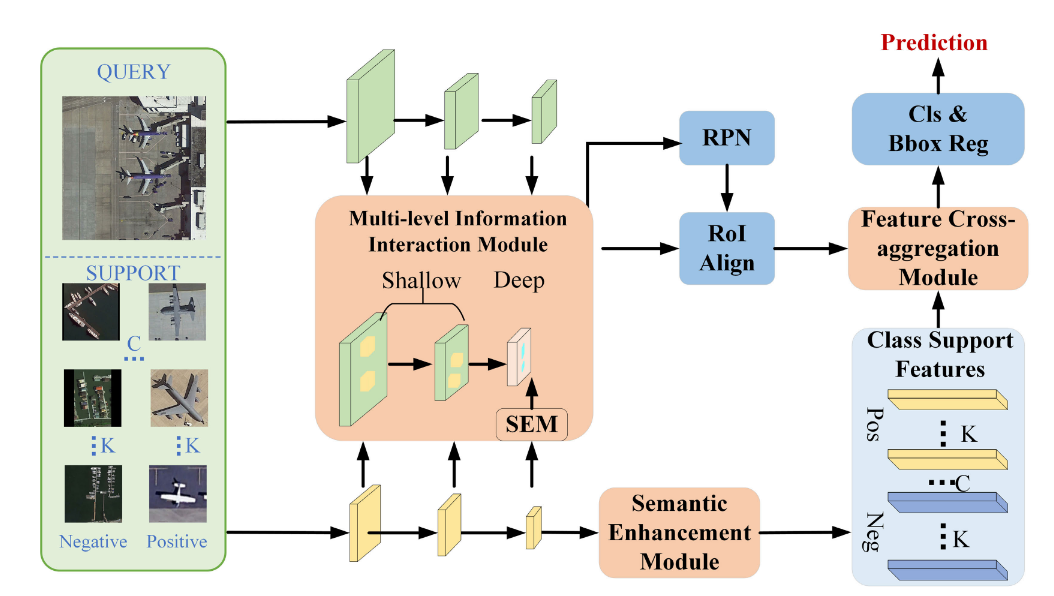 QUERY
SUPPORT
C
K
K
Negative
Positive
Multi-level Information
Interaction Module
Shallow
Deep
SEM
Semantic
Enhancement
Module
RPN
RoI
Align
Prediction
Cls &
Bbox Reg
Feature Cross-
aggregation
Module
Class Support
Features
Pos
K
C
Neg
K